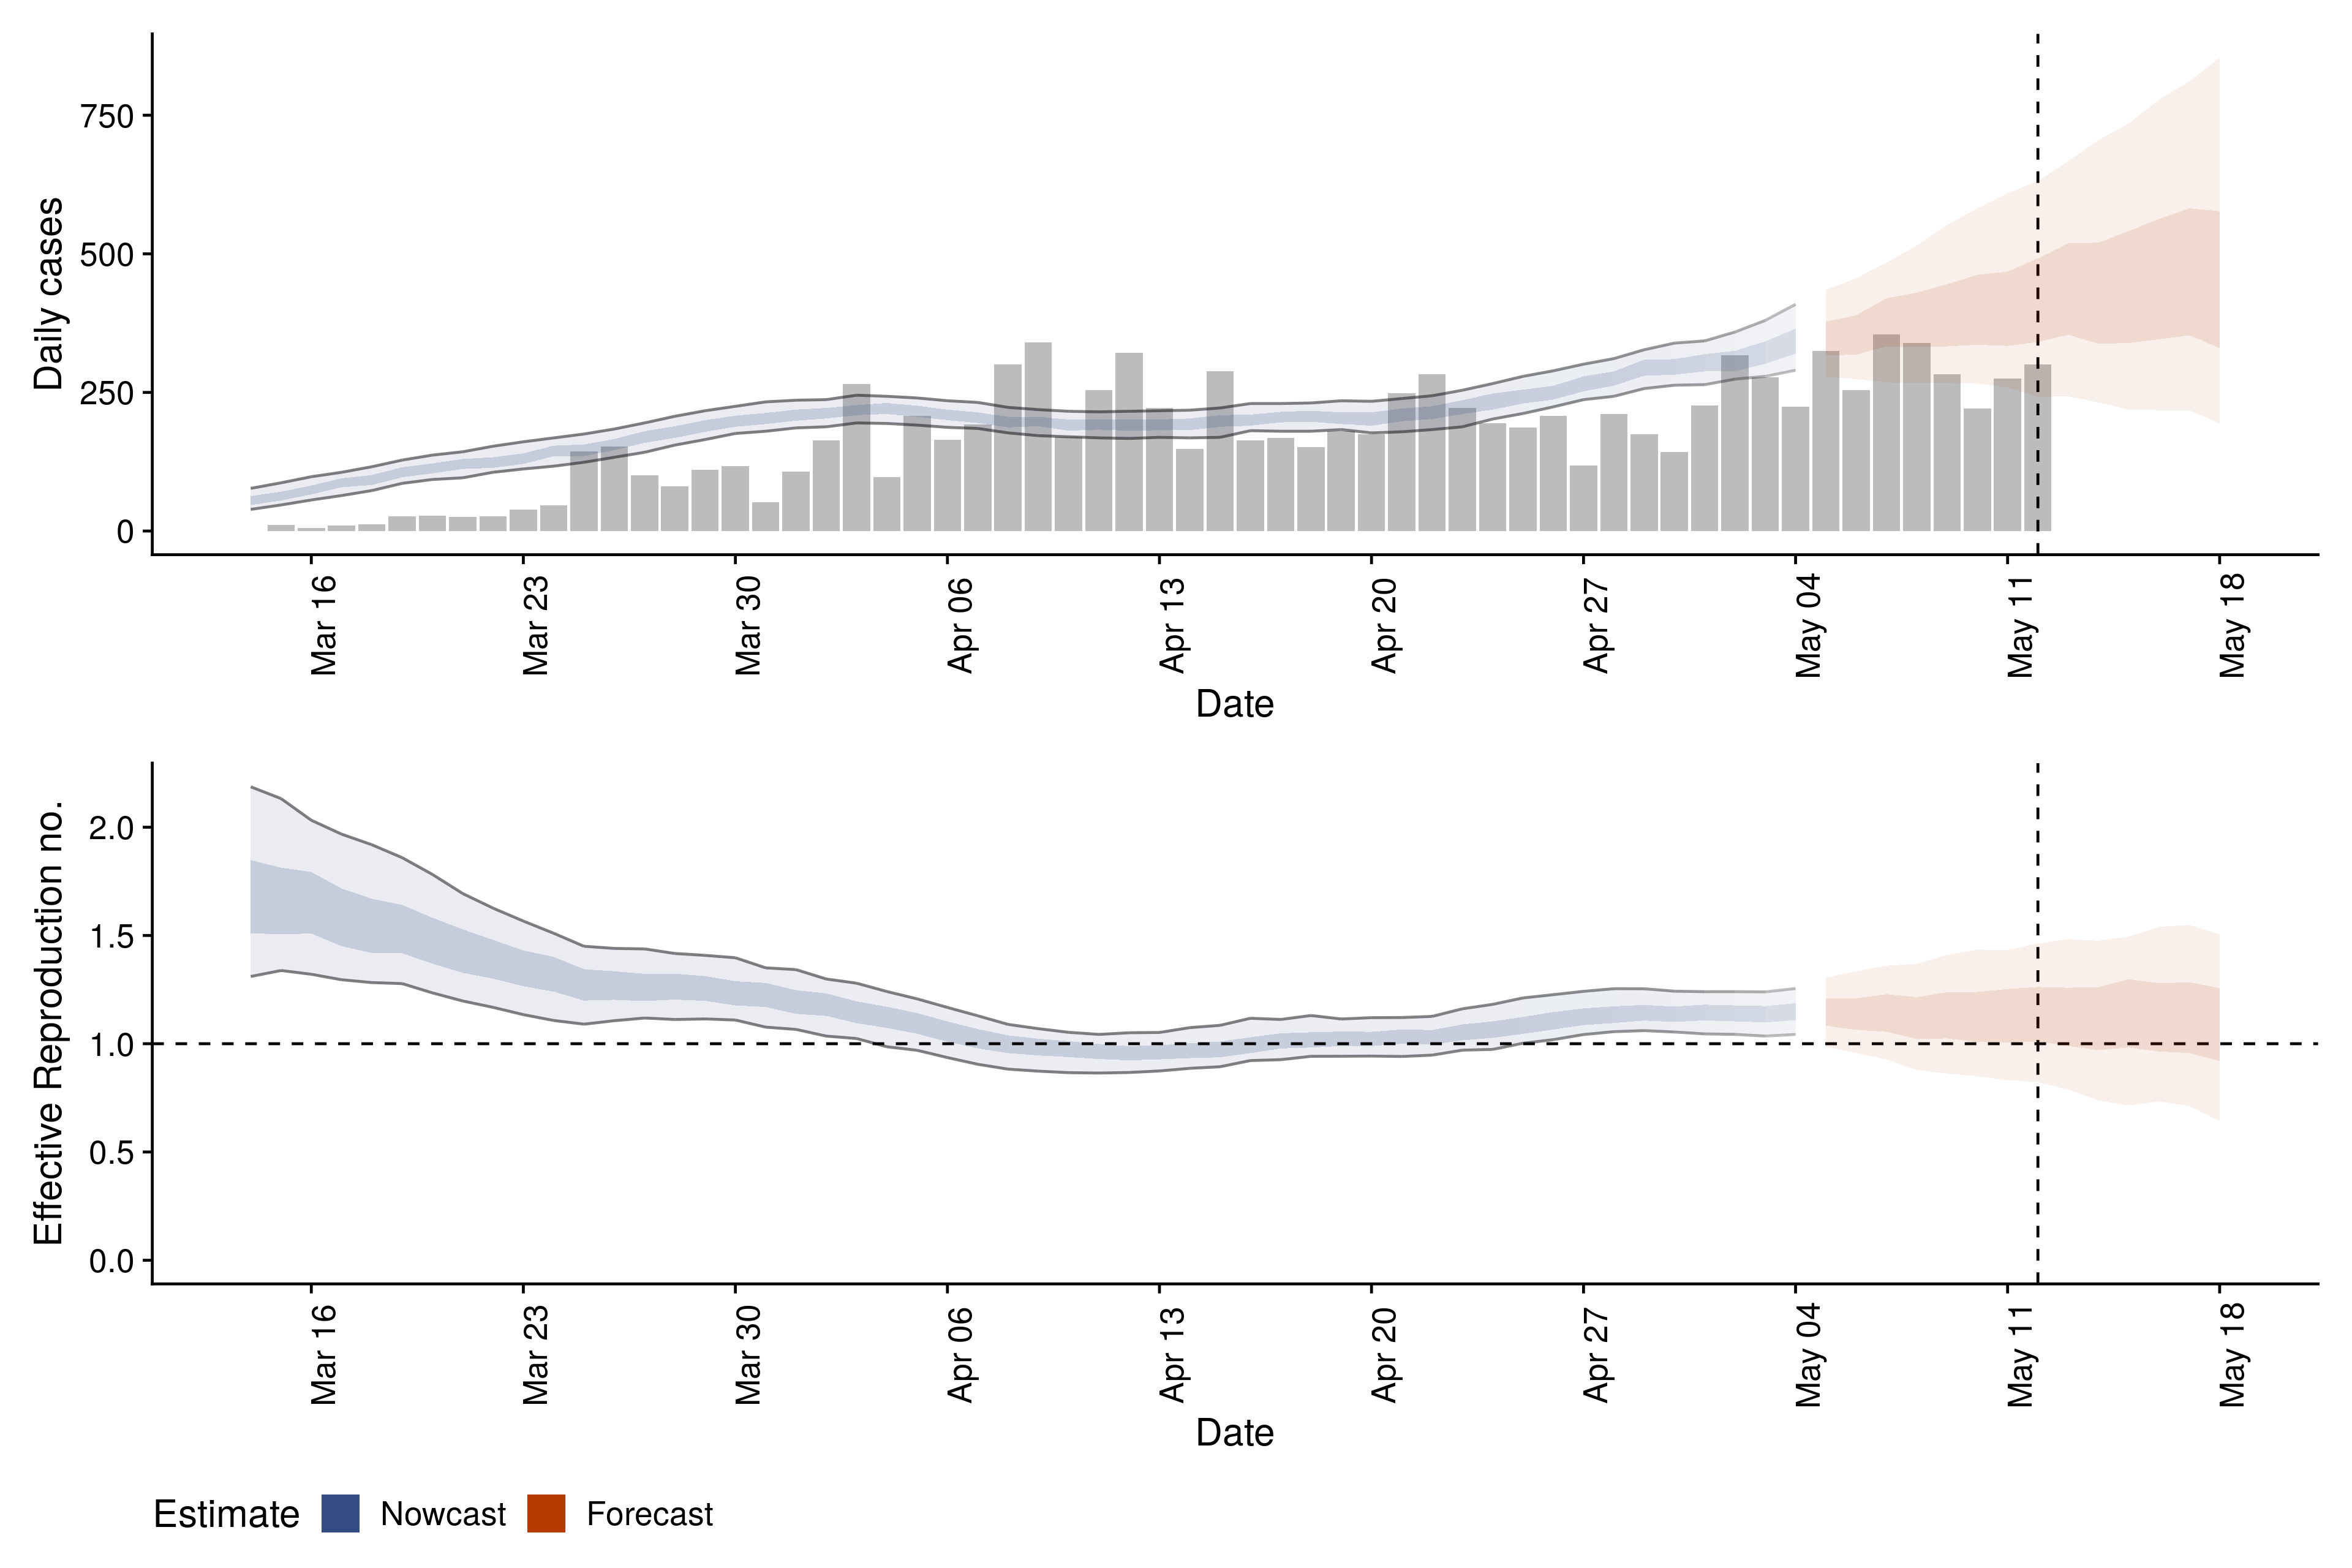 Daily cases
750
500
250
0
Mar 16
Mar 23
Mar 30
Apr 06
Apr 13
Apr 20
Apr 27
May 04
May 11
May 18
Date
Effective Reproduction no.
2.0
1.5
1.0
0.5
0.0
Mar 16
Mar 23
Mar 30
Apr 06
Apr 13
Apr 20
Apr 27
May 04
May 11
May 18
Date
Estimate Nowcast Forecast